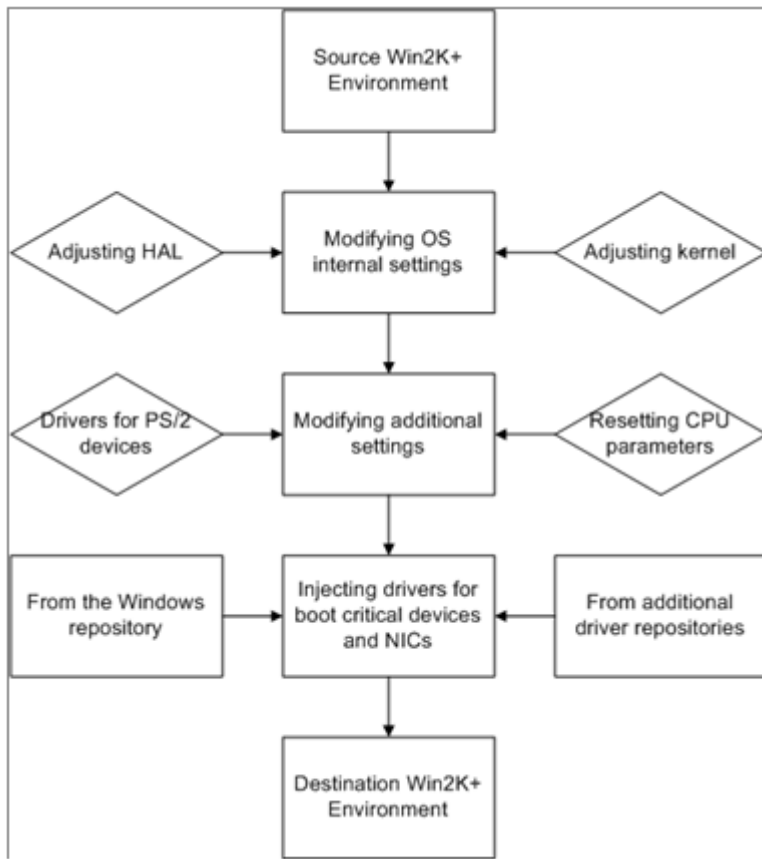 Source Win2K+
Environment
Adjusting HAL
Modifying OS
internal settings
Adjusting kernel
Drivers for PS/2
devices
Modifying additional
settings
Resetting CPU
parameters
From the Windows
repository
Injecting drivers for
boot critical devices
and NICs
From additional
driver repositories
Destination Win2K+
Environment